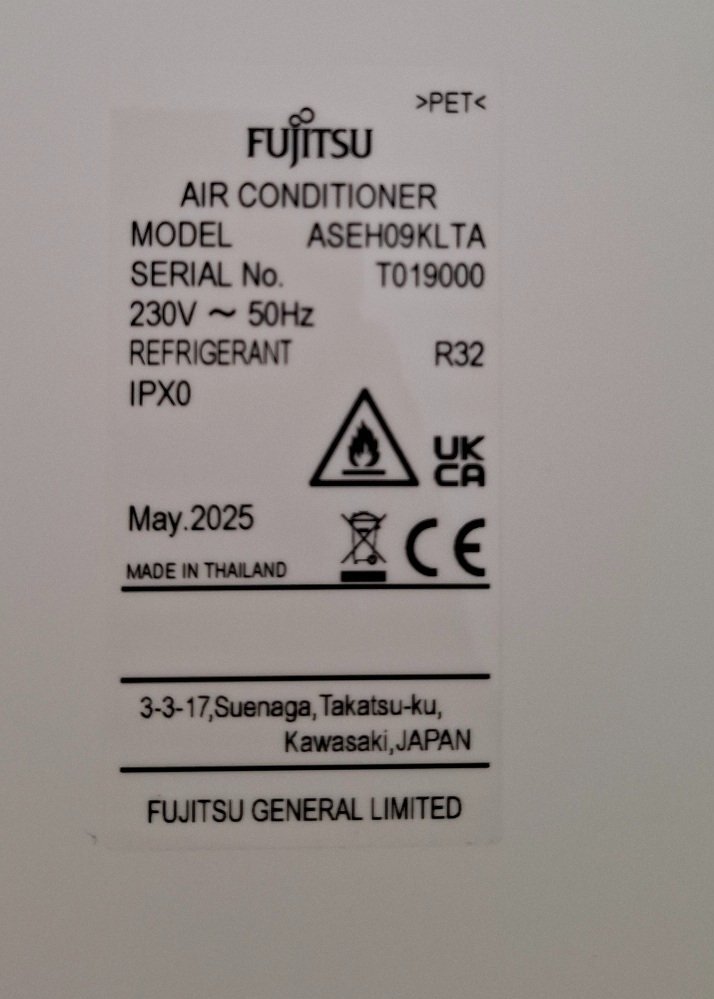 >PET<
FUJITSU
AIR CONDITIONER
MODEL ASEH09KLTA
SERIAL No. T019000
230V ~ 50Hz
REFRIGERANT R32
IPX0
UK
CA
May.2025
CE
MADE IN THAILAND
3-3-17,Suenaga,Takatsu-ku,
Kawasaki,JAPAN
FUJITSU GENERAL LIMITED